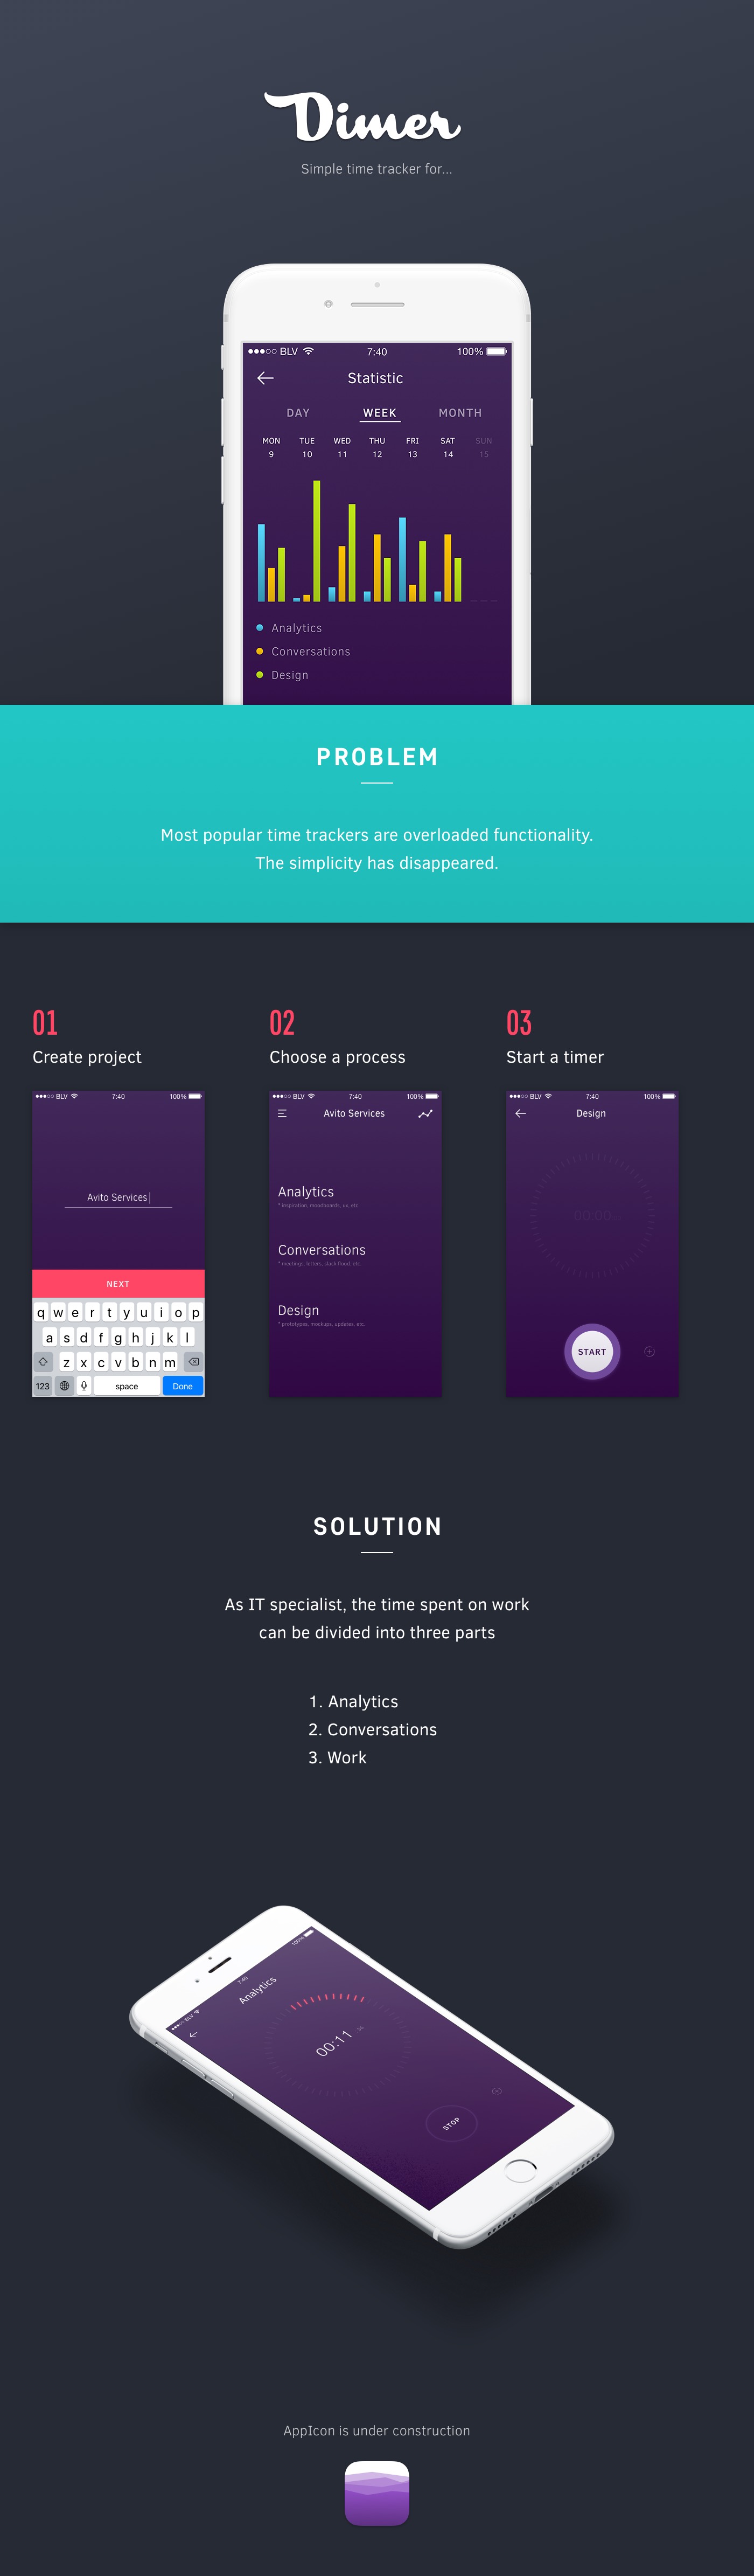 Dimer
Simple time tracker for...
BLV 7:40 100%
Statistic
DAY WEEK MONTH
MON TUE WED THU FRI SAT SUN
9 10 11 12 13 14 15
Analytics
Conversations
Design
PROBLEM
Most popular time trackers are overloaded functionality.
The simplicity has disappeared.
01
Create project
BLV 7:40 100%
Avito Services
NEXT
q w e r t y u i o p
a s d f g h j k l
z x c v b n m
123 space Done
02
Choose a process
BLV 7:40 100%
Avito Services
Analytics
* inspiration, moodboards, ux, etc.
Conversations
* meetings, letters, slack flood, etc.
Design
* prototypes, mockups, updates, etc.
03
Start a timer
BLV 7:40 100%
Design
00:00
START
SOLUTION
As IT specialist, the time spent on work
can be divided into three parts
1. Analytics
2. Conversations
3. Work
BLV 7:40 100%
Analytics
00:11
STOP
AppIcon is under construction